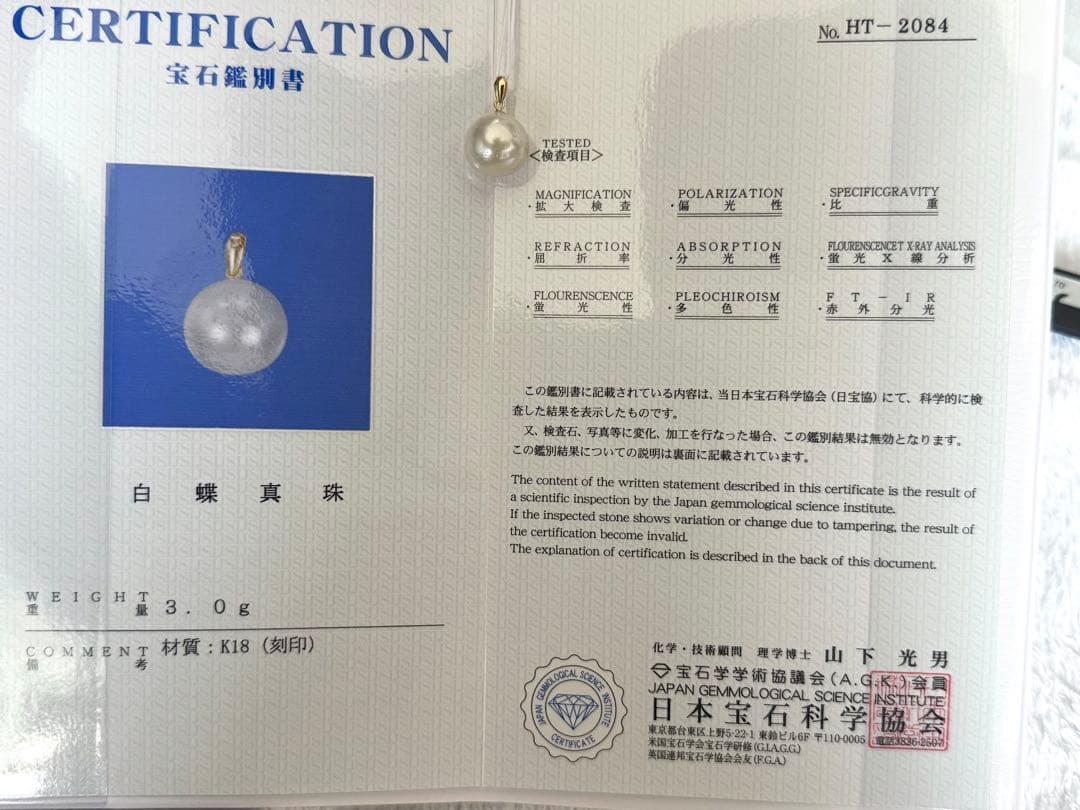 CERTIFICATION
宝石鑑別書
No. HT-2084
TESTED
<検査項目>
MAGNIFICATION
・拡大検査
POLARIZATION
・偏光性
SPECIFICGRAVITY
・比重
REFRACTION
・屈折率
ABSORPTION
・分光性
FLOURENSCENCET X-RAY ANALYSIS
・蛍光X線分析
FLOURENSCENCE
・蛍光性
PLEOCHIROISM
・多色性
FT-IR
・赤外分光
この鑑別書に記載されている内容は、当日本宝石科学協会(日宝協)にて、科学的に検
査した結果を表示したものです。
又、検査石、写真等に変化、加工を行なった場合、この鑑別結果は無効となります。
この鑑別結果についての説明は裏面に記載されています。
The content of the written statement described in this certificate is the result of
a scientific inspection by the Japan gemmological science institute.
If the inspected stone shows variation or change due to tampering, the result of
the certification become invalid.
The explanation of certification is described in the back of this document.
白蝶真珠
WEIGHT
重量 3.0g
COMMENT
備考 材質:K18(刻印)
JAPAN GEMMOLOGICAL SCIENCE INSTITUTE
CERTIFICATE
化学・技術顧問 理学博士 山下光男
宝石学学術協議会(A.G.K.)会員
JAPAN GEMMOLOGICAL SCIENCE INSTITUTE
日本宝石科学協会
東京都台東区上野5-22-1 東鈴ビル6F 〒110-0005 電話3836-2507
米国宝石学会宝石学研修(G.I.A.G.G.)
英国連邦宝石学協会会友(F.G.A.)